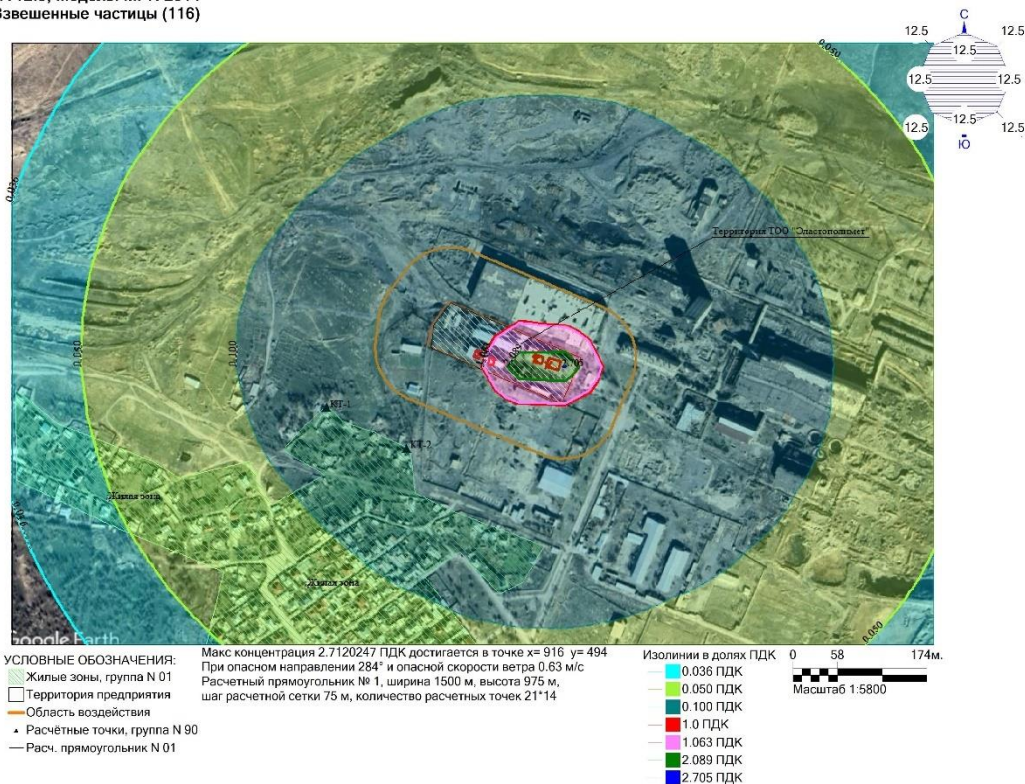 Взвешенные частицы (116)
С
12.5
12.5
12.5
12.5
12.5
12.5
12.5
12.5
Ю
0.050
0.036
Территория ТОО "Эластополимет"
0.050
0.100
КТ-1
КТ-2
Жилая зона
Жилая зона
0.050
Google Earth
УСЛОВНЫЕ ОБОЗНАЧЕНИЯ:
Жилые зоны, группа N 01
Территория предприятия
Область воздействия
Расчётные точки, группа N 90
Расч. прямоугольник N 01
Макс концентрация 2.7120247 ПДК достигается в точке x= 916 y= 494
При опасном направлении 284° и опасной скорости ветра 0.63 м/с
Расчетный прямоугольник № 1, ширина 1500 м, высота 975 м,
шаг расчетной сетки 75 м, количество расчетных точек 21*14
Изолинии в долях ПДК
0.036 ПДК
0.050 ПДК
0.100 ПДК
1.0 ПДК
1.063 ПДК
2.089 ПДК
2.705 ПДК
0 58 174м.
Масштаб 1:5800